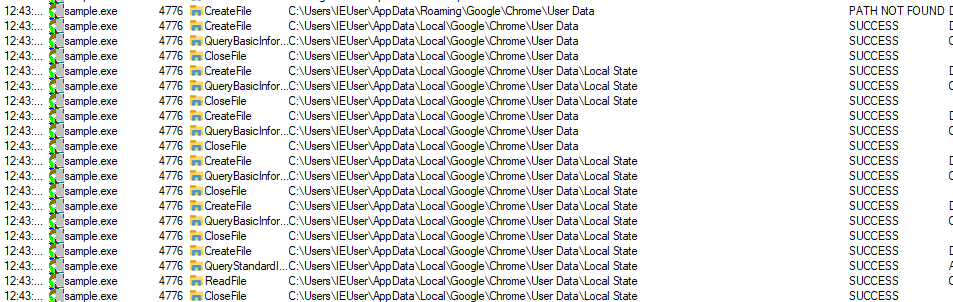 12:43:... sample.exe 4776 CreateFile C:\Users\IEUser\AppData\Roaming\Google\Chrome\User Data PATH NOT FOUND D
12:43:... sample.exe 4776 CreateFile C:\Users\IEUser\AppData\Local\Google\Chrome\User Data SUCCESS D
12:43:... sample.exe 4776 QueryBasicInfor... C:\Users\IEUser\AppData\Local\Google\Chrome\User Data SUCCESS C
12:43:... sample.exe 4776 CloseFile C:\Users\IEUser\AppData\Local\Google\Chrome\User Data SUCCESS
12:43:... sample.exe 4776 CreateFile C:\Users\IEUser\AppData\Local\Google\Chrome\User Data\Local State SUCCESS D
12:43:... sample.exe 4776 QueryBasicInfor... C:\Users\IEUser\AppData\Local\Google\Chrome\User Data\Local State SUCCESS C
12:43:... sample.exe 4776 CloseFile C:\Users\IEUser\AppData\Local\Google\Chrome\User Data\Local State SUCCESS
12:43:... sample.exe 4776 CreateFile C:\Users\IEUser\AppData\Local\Google\Chrome\User Data SUCCESS D
12:43:... sample.exe 4776 QueryBasicInfor... C:\Users\IEUser\AppData\Local\Google\Chrome\User Data SUCCESS C
12:43:... sample.exe 4776 CloseFile C:\Users\IEUser\AppData\Local\Google\Chrome\User Data SUCCESS
12:43:... sample.exe 4776 CreateFile C:\Users\IEUser\AppData\Local\Google\Chrome\User Data\Local State SUCCESS D
12:43:... sample.exe 4776 QueryBasicInfor... C:\Users\IEUser\AppData\Local\Google\Chrome\User Data\Local State SUCCESS C
12:43:... sample.exe 4776 CloseFile C:\Users\IEUser\AppData\Local\Google\Chrome\User Data\Local State SUCCESS
12:43:... sample.exe 4776 CreateFile C:\Users\IEUser\AppData\Local\Google\Chrome\User Data\Local State SUCCESS D
12:43:... sample.exe 4776 QueryBasicInfor... C:\Users\IEUser\AppData\Local\Google\Chrome\User Data\Local State SUCCESS C
12:43:... sample.exe 4776 CloseFile C:\Users\IEUser\AppData\Local\Google\Chrome\User Data\Local State SUCCESS
12:43:... sample.exe 4776 CreateFile C:\Users\IEUser\AppData\Local\Google\Chrome\User Data\Local State SUCCESS D
12:43:... sample.exe 4776 QueryStandardI... C:\Users\IEUser\AppData\Local\Google\Chrome\User Data\Local State SUCCESS A
12:43:... sample.exe 4776 ReadFile C:\Users\IEUser\AppData\Local\Google\Chrome\User Data\Local State SUCCESS C
12:43:... sample.exe 4776 CloseFile C:\Users\IEUser\AppData\Local\Google\Chrome\User Data\Local State SUCCESS